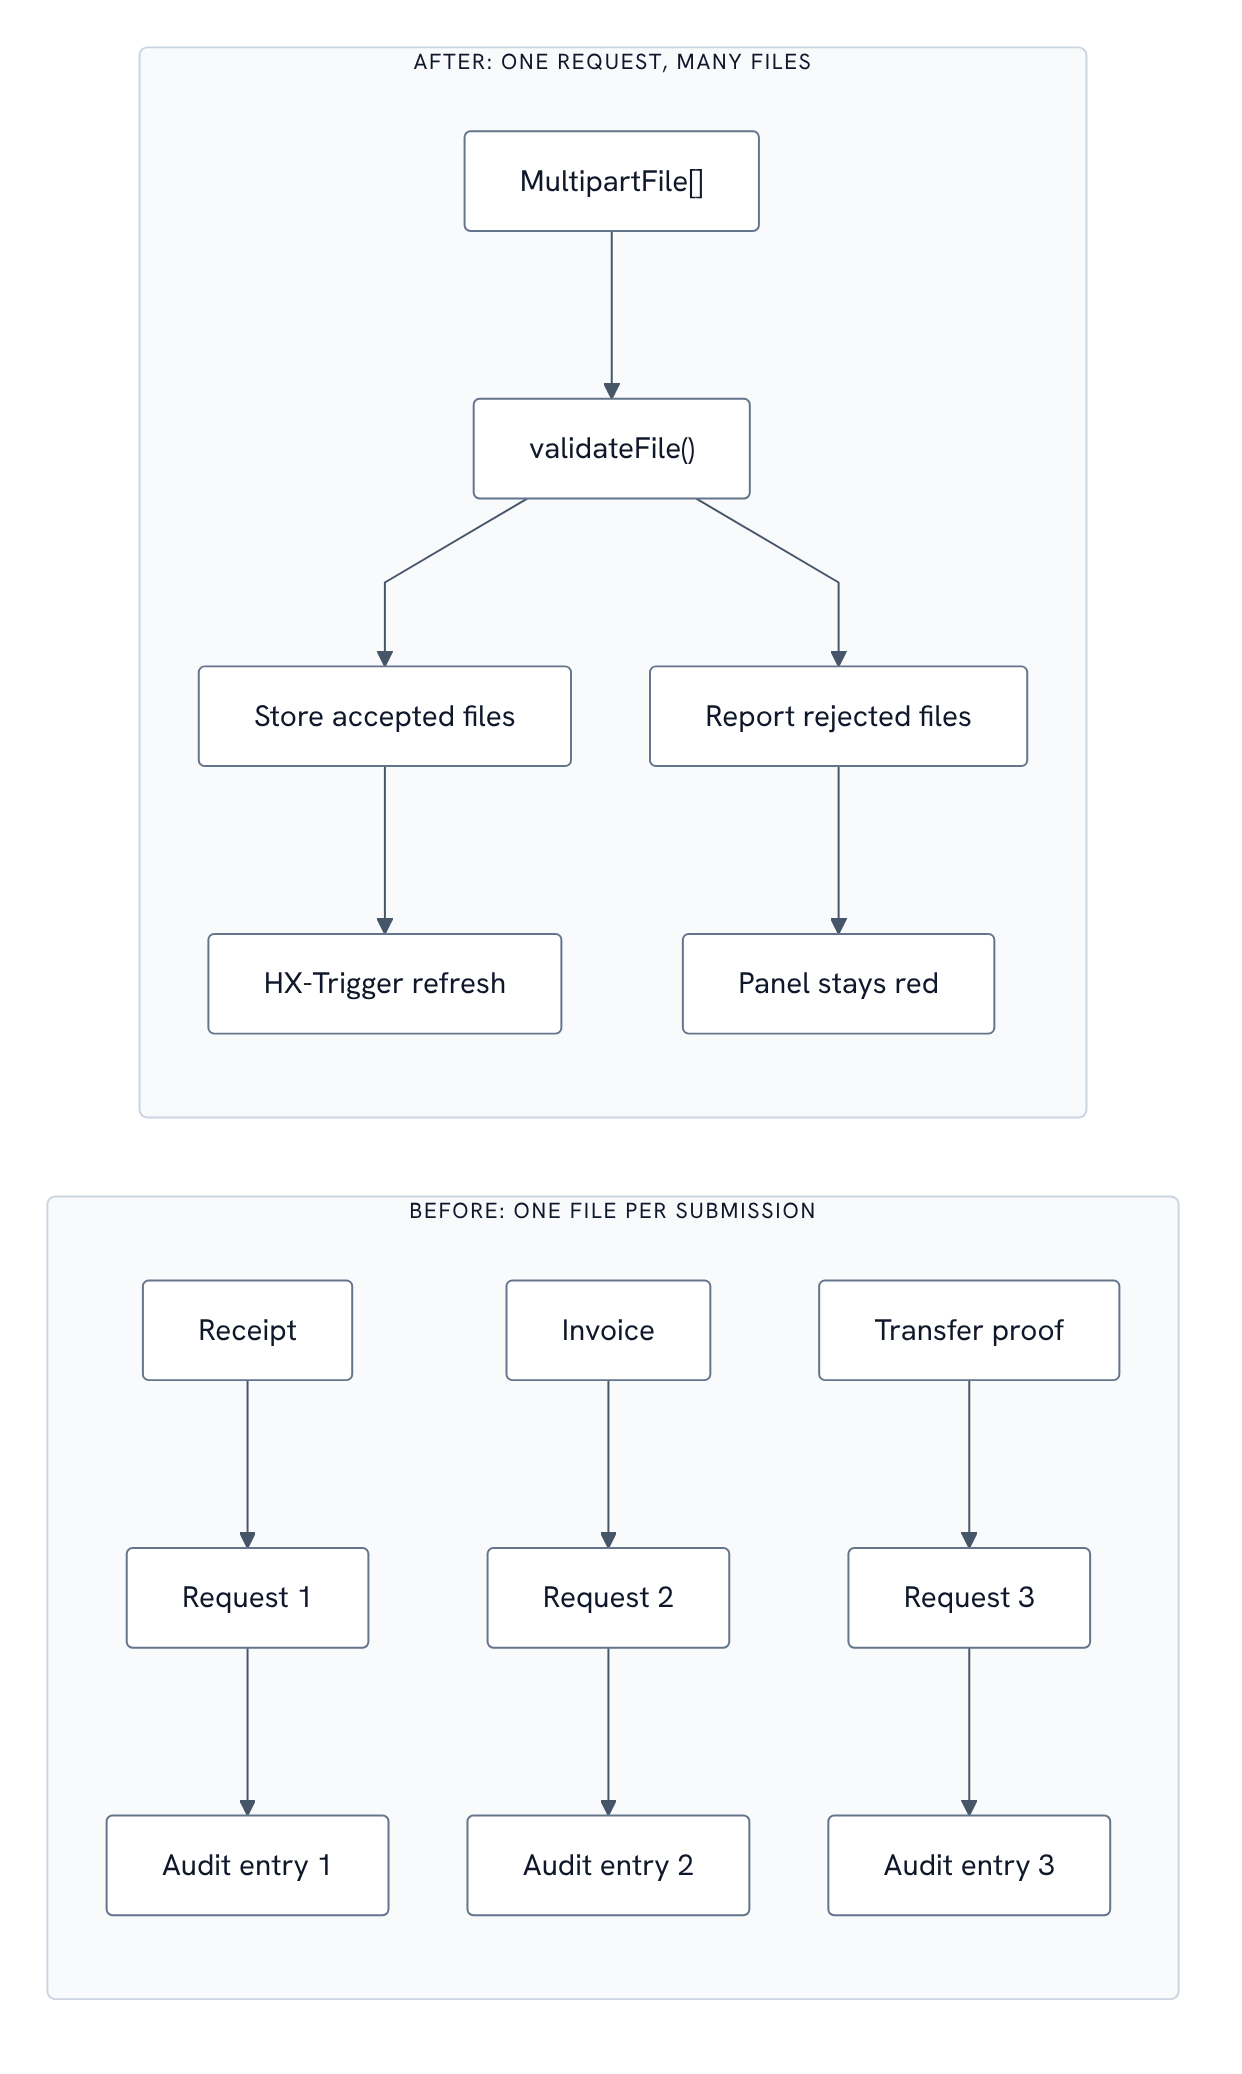 AFTER: ONE REQUEST, MANY FILES
MultipartFile[]
validateFile()
Store accepted files
Report rejected files
HX-Trigger refresh
Panel stays red
BEFORE: ONE FILE PER SUBMISSION
Receipt
Invoice
Transfer proof
Request 1
Request 2
Request 3
Audit entry 1
Audit entry 2
Audit entry 3